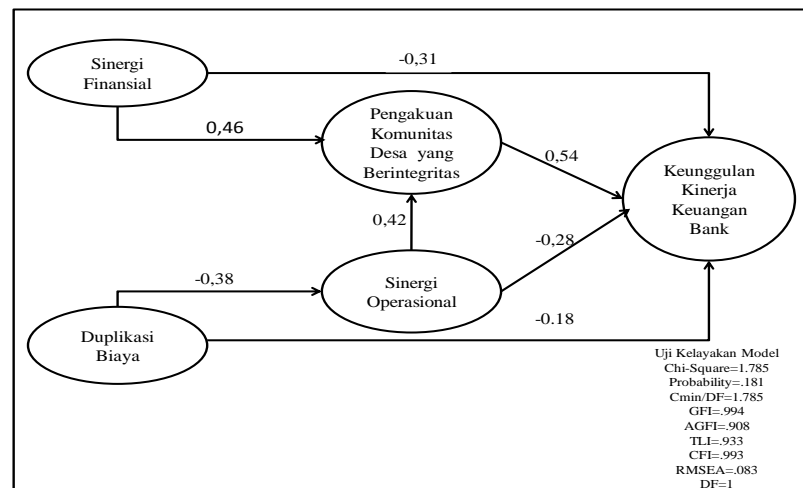 Sinergi
Finansial
-0,31
0,46
Pengakuan
Komunitas
Desa yang
Berintegritas
0,54
Keunggulan
Kinerja
Keuangan
Bank
0,42
-0,28
-0,38
Sinergi
Operasional
Duplikasi
Biaya
-0.18
Uji Kelayakan Model
Chi-Square=1.785
Probability=.181
Cmin/DF=1.785
GFI=.994
AGFI=.908
TLI=.933
CFI=.993
RMSEA=.083
DF=1